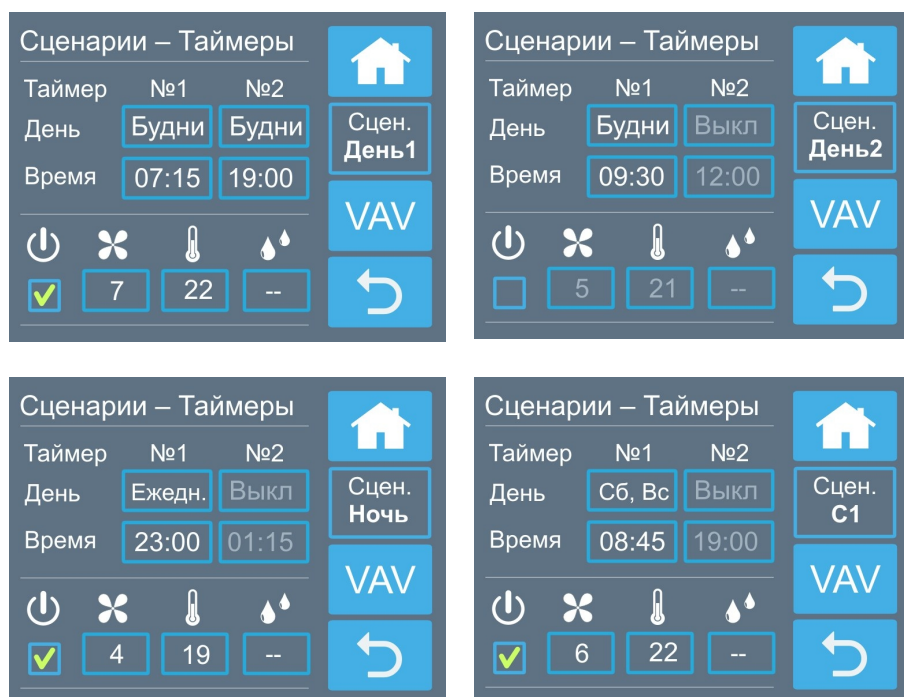 Сценарии – Таймеры
Таймер №1 №2
День Будни Будни
Время 07:15 19:00
7 22 --
Сцен.
День1
VAV
Сценарии – Таймеры
Таймер №1 №2
День Будни Выкл
Время 09:30 12:00
5 21 --
Сцен.
День2
VAV
Сценарии – Таймеры
Таймер №1 №2
День Ежедн. Выкл
Время 23:00 01:15
4 19 --
Сцен.
Ночь
VAV
Сценарии – Таймеры
Таймер №1 №2
День Сб, Вс Выкл
Время 08:45 19:00
6 22 --
Сцен.
С1
VAV